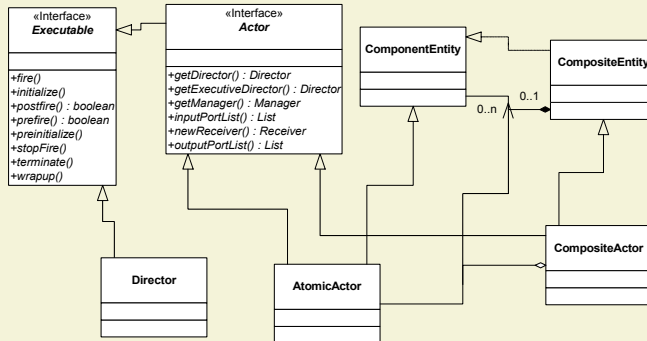 «Interface»
Executable
+fire()
+initialize()
+postfire() : boolean
+prefire() : boolean
+preinitialize()
+stopFire()
+terminate()
+wrapup()
«Interface»
Actor
+getDirector() : Director
+getExecutiveDirector() : Director
+getManager() : Manager
+inputPortList() : List
+newReceiver() : Receiver
+outputPortList() : List
ComponentEntity
CompositeEntity
0..n
0..1
Director
AtomicActor
CompositeActor